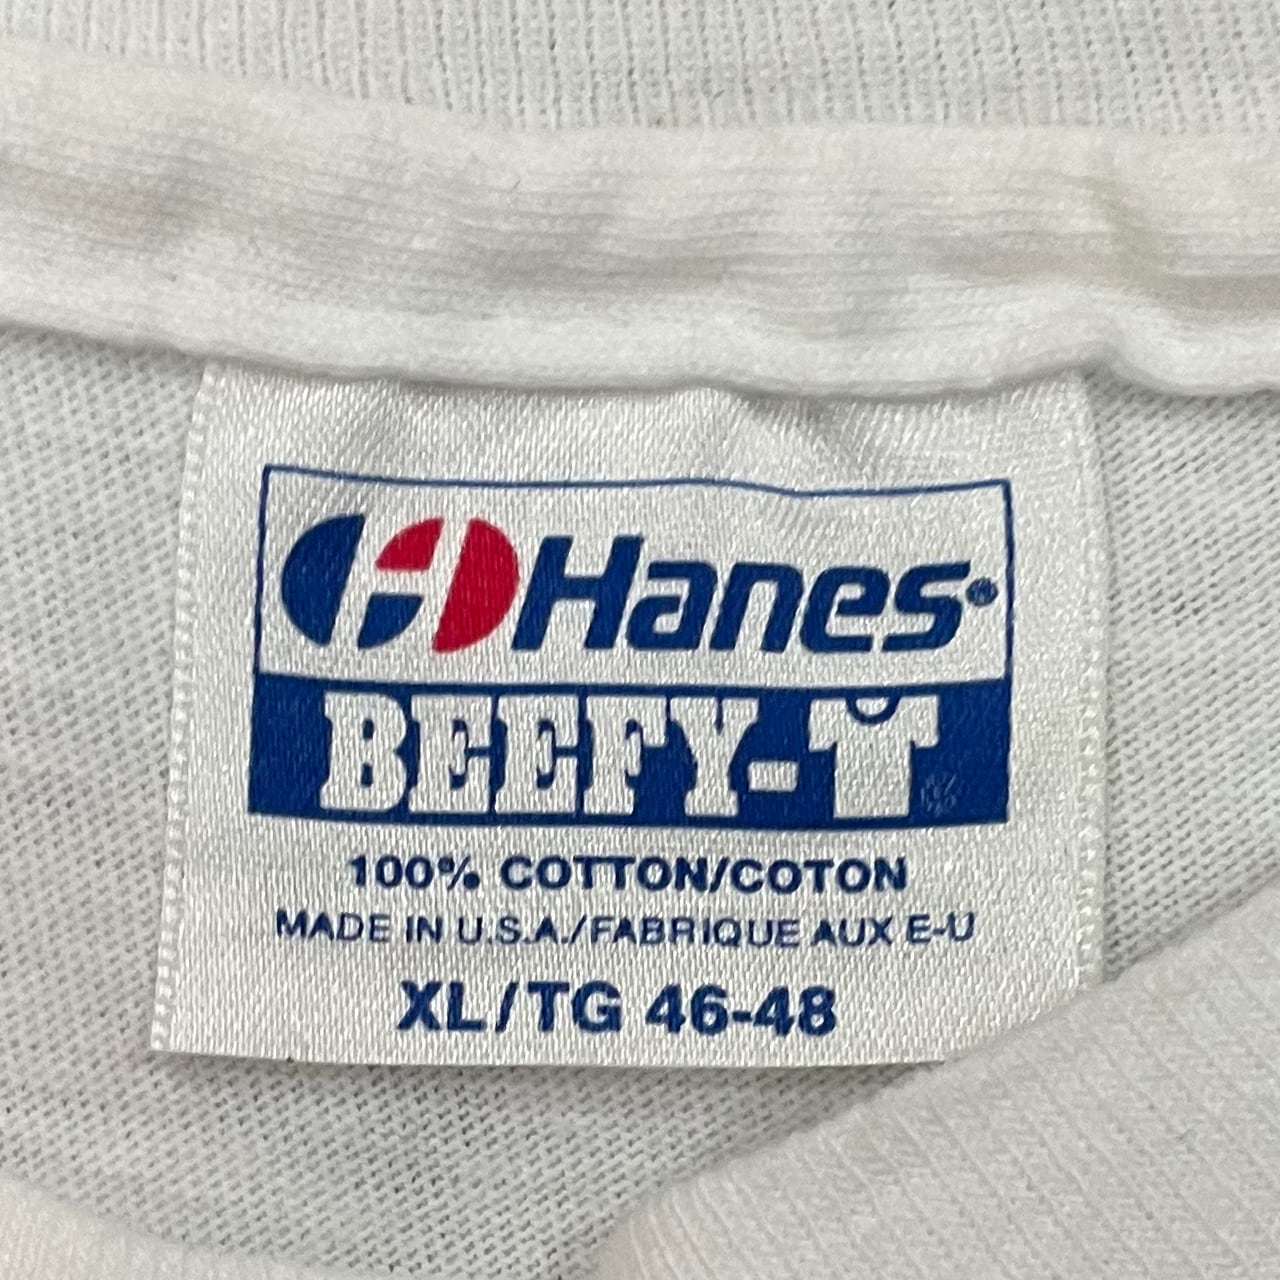 Hanes®
BEEFY-T
100% COTTON/COTON
MADE IN U.S.A./FABRIQUE AUX E-U
XL/TG 46-48